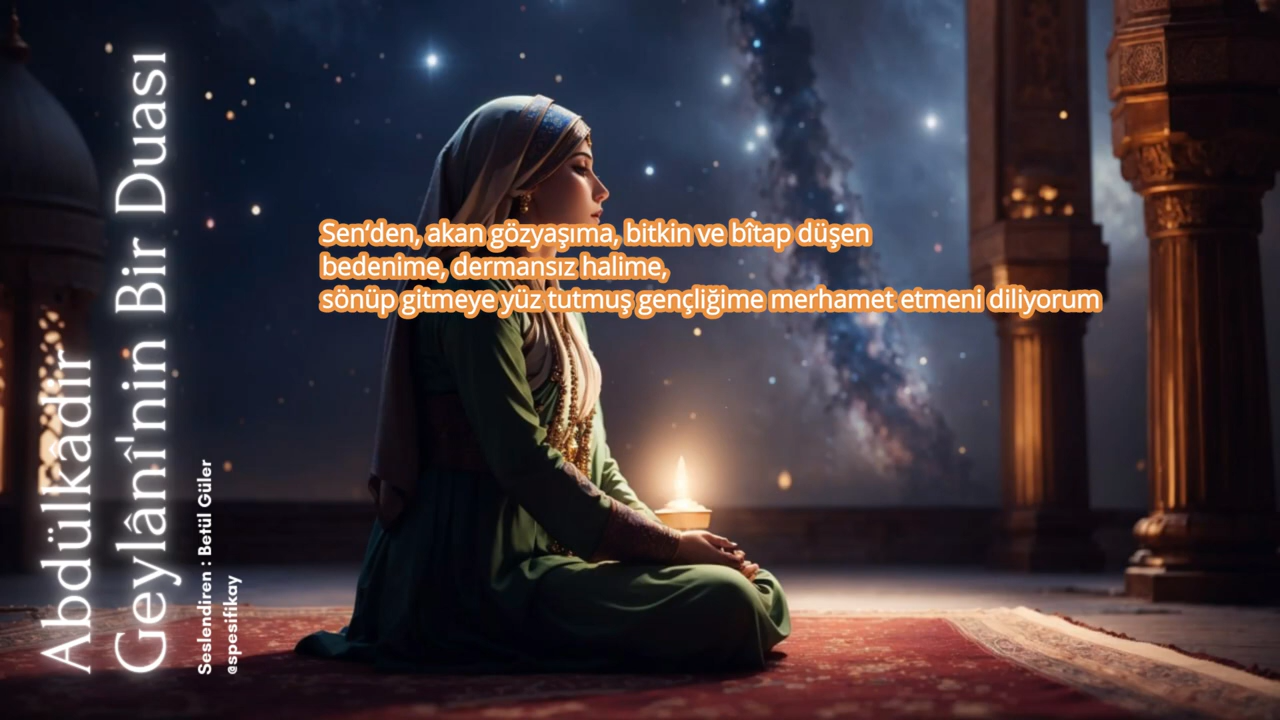 Abdülkâdir
Geylânî'nin Bir Duası
Seslendiren : Betül Güler
@spesifikay
Sen’den, akan gözyaşıma, bitkin ve bîtap düşen
bedenime, dermansız halime,
sönüp gitmeye yüz tutmuş gençliğime merhamet etmeni diliyorum